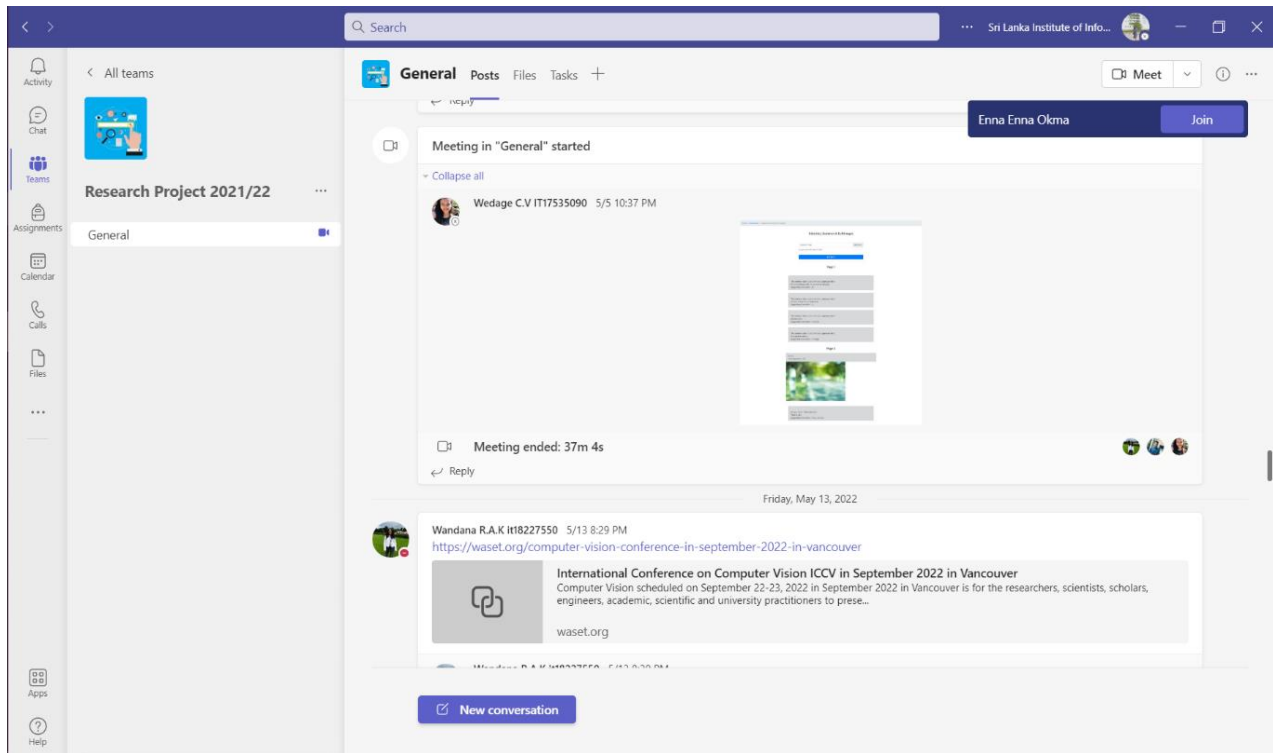 Search
Sri Lanka Institute of Info...
Activity
Chat
Teams
Assignments
Calendar
Calls
Files
Apps
Help
All teams
Research Project 2021/22
General
General Posts Files Tasks
Meet
Enna Enna Okma Join
Reply
Meeting in "General" started
Collapse all
Wedage C.V IT17535090 5/5 10:37 PM
Meeting ended: 37m 4s
Reply
Friday, May 13, 2022
Wandana R.A.K it18227550 5/13 8:29 PM
https://waset.org/computer-vision-conference-in-september-2022-in-vancouver
International Conference on Computer Vision ICCV in September 2022 in Vancouver
Computer Vision scheduled on September 22-23, 2022 in September 2022 in Vancouver is for the researchers, scientists, scholars,
engineers, academic, scientific and university practitioners to prese...
waset.org
New conversation